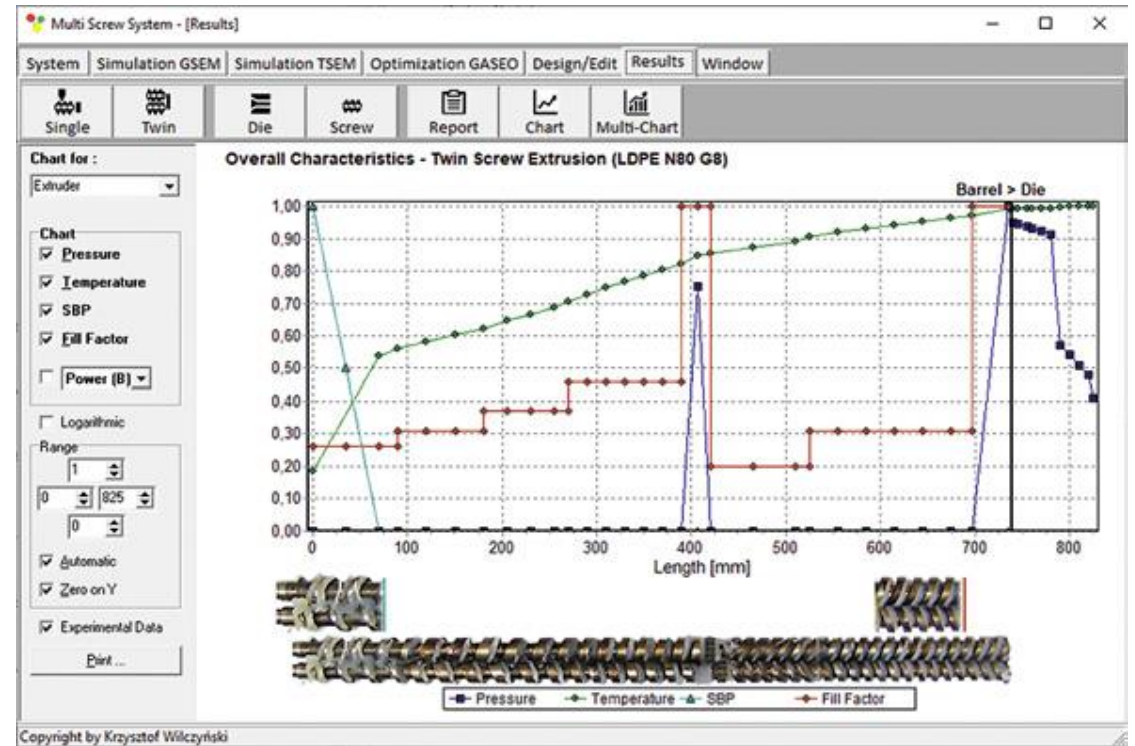 Multi Screw System - [Results]
System Simulation GSEM Simulation TSEM Optimization GASEO Design/Edit Results Window
Single Twin Die Screw Report Chart Multi-Chart
Chart for :
Extruder
Chart
Pressure
Temperature
SBP
Fill Factor
Power (B)
Logarithmic
Range
1
0 825
0
Automatic
Zero on Y
Experimental Data
Print ...
Overall Characteristics - Twin Screw Extrusion (LDPE N80 G8)
Barrel > Die
1,00
0,90
0,80
0,70
0,60
0,50
0,40
0,30
0,20
0,10
0,00
0 100 200 300 400 500 600 700 800
Length [mm]
Pressure Temperature SBP Fill Factor
Copyright by Krzysztof Wilczyński